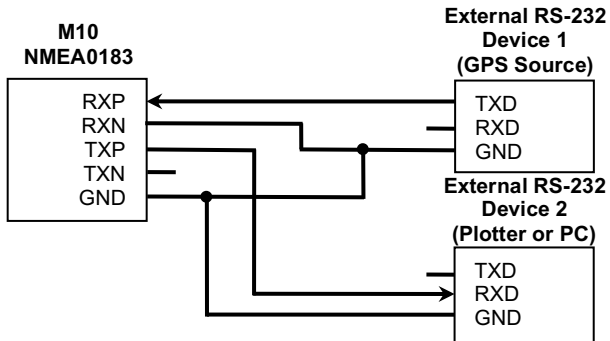 M10
NMEA0183
RXP
RXN
TXP
TXN
GND
External RS-232
Device 1
(GPS Source)
TXD
RXD
GND
External RS-232
Device 2
(Plotter or PC)
TXD
RXD
GND